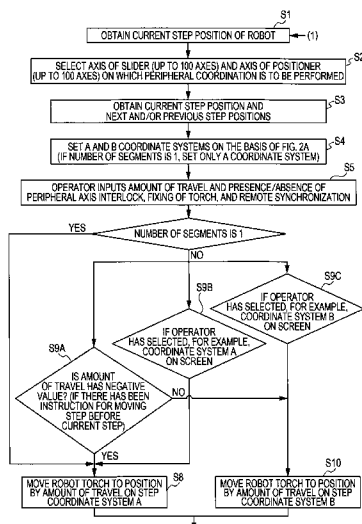 S1
OBTAIN CURRENT STEP POSITION OF ROBOT
(1)
S2
SELECT AXIS OF SLIDER (UP TO 100 AXES) AND AXIS OF POSITIONER
(UP TO 100 AXES) ON WHICH PERIPHERAL COORDINATION IS TO BE PERFORMED
S3
OBTAIN CURRENT STEP POSITION AND
NEXT AND/OR PREVIOUS STEP POSITIONS
S4
SET A AND B COORDINATE SYSTEMS ON THE BASIS OF FIG. 2A
(IF NUMBER OF SEGMENTS IS 1, SET ONLY A COORDINATE SYSTEM)
S5
OPERATOR INPUTS AMOUNT OF TRAVEL AND PRESENCE/ABSENCE OF
PERIPHERAL AXIS INTERLOCK, FIXING OF TORCH, AND REMOTE SYNCHRONIZATION
YES
NUMBER OF SEGMENTS IS 1
NO
S9C
IF OPERATOR
HAS SELECTED, FOR EXAMPLE,
COORDINATE SYSTEM B
ON SCREEN
S9B
IF OPERATOR
HAS SELECTED, FOR EXAMPLE,
COORDINATE SYSTEM A
ON SCREEN
S9A
IS AMOUNT
OF TRAVEL HAS NEGATIVE
VALUE? (IF THERE HAS BEEN
INSTRUCTION FOR MOVING
STEP BEFORE
CURRENT STEP)
NO
YES
S8
MOVE ROBOT TORCH TO POSITION
BY AMOUNT OF TRAVEL ON STEP
COORDINATE SYSTEM A
S10
MOVE ROBOT TORCH TO POSITION
BY AMOUNT OF TRAVEL ON STEP
COORDINATE SYSTEM B